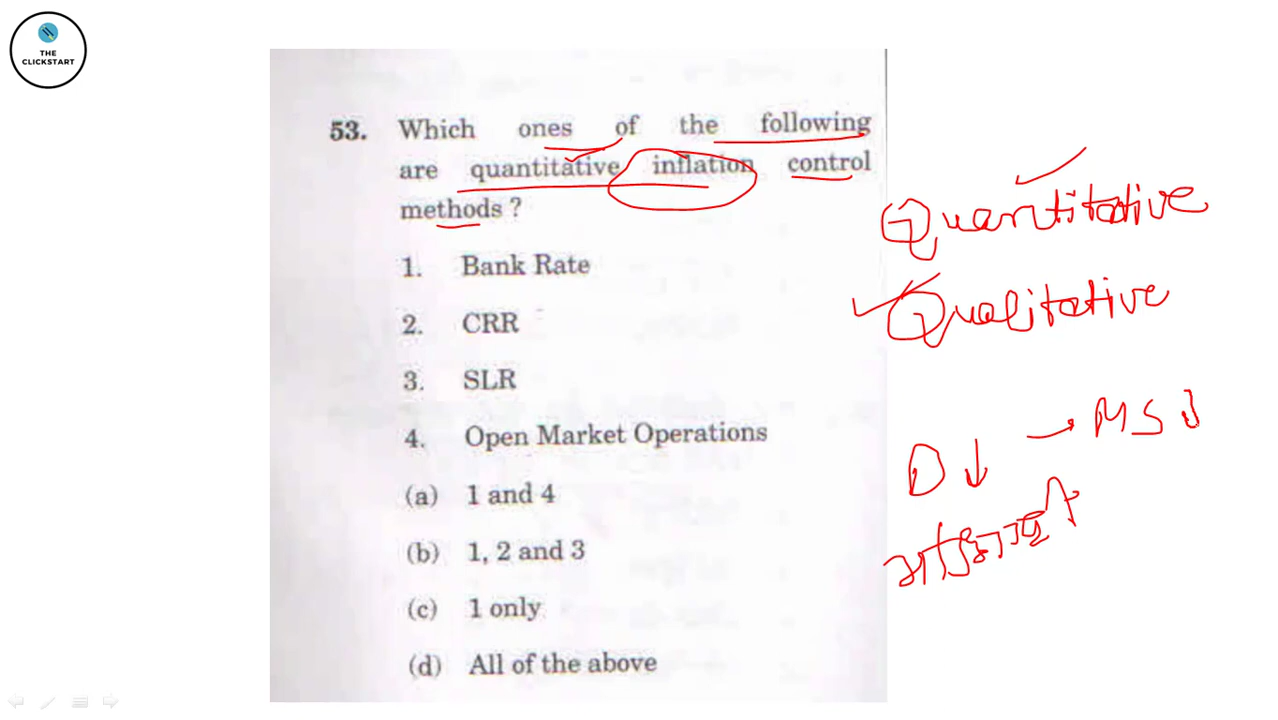 THE
CLICKSTART
53. Which ones of the following
are quantitative inflation control
methods ?
1. Bank Rate
2. CRR
3. SLR
4. Open Market Operations
(a) 1 and 4
(b) 1, 2 and 3
(c) 1 only
(d) All of the above
Quantitative
Qualitative
D↓ → MS↓